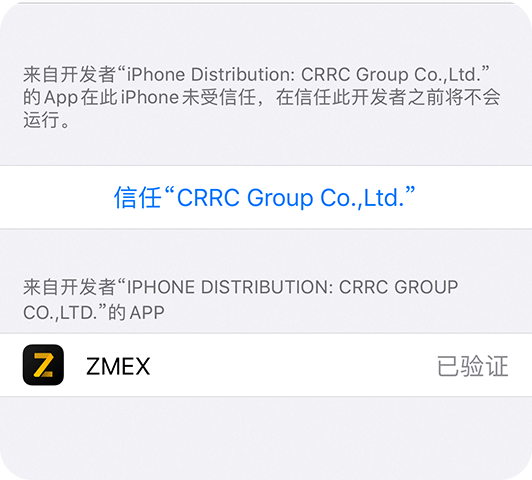 来自开发者“iPhone Distribution: CRRC Group Co.,Ltd.”
的App在此iPhone未受信任，在信任此开发者之前将不会
运行。
信任“CRRC Group Co.,Ltd.”
来自开发者“IPHONE DISTRIBUTION: CRRC GROUP
CO.,LTD.”的 APP
Z
ZMEX 已验证